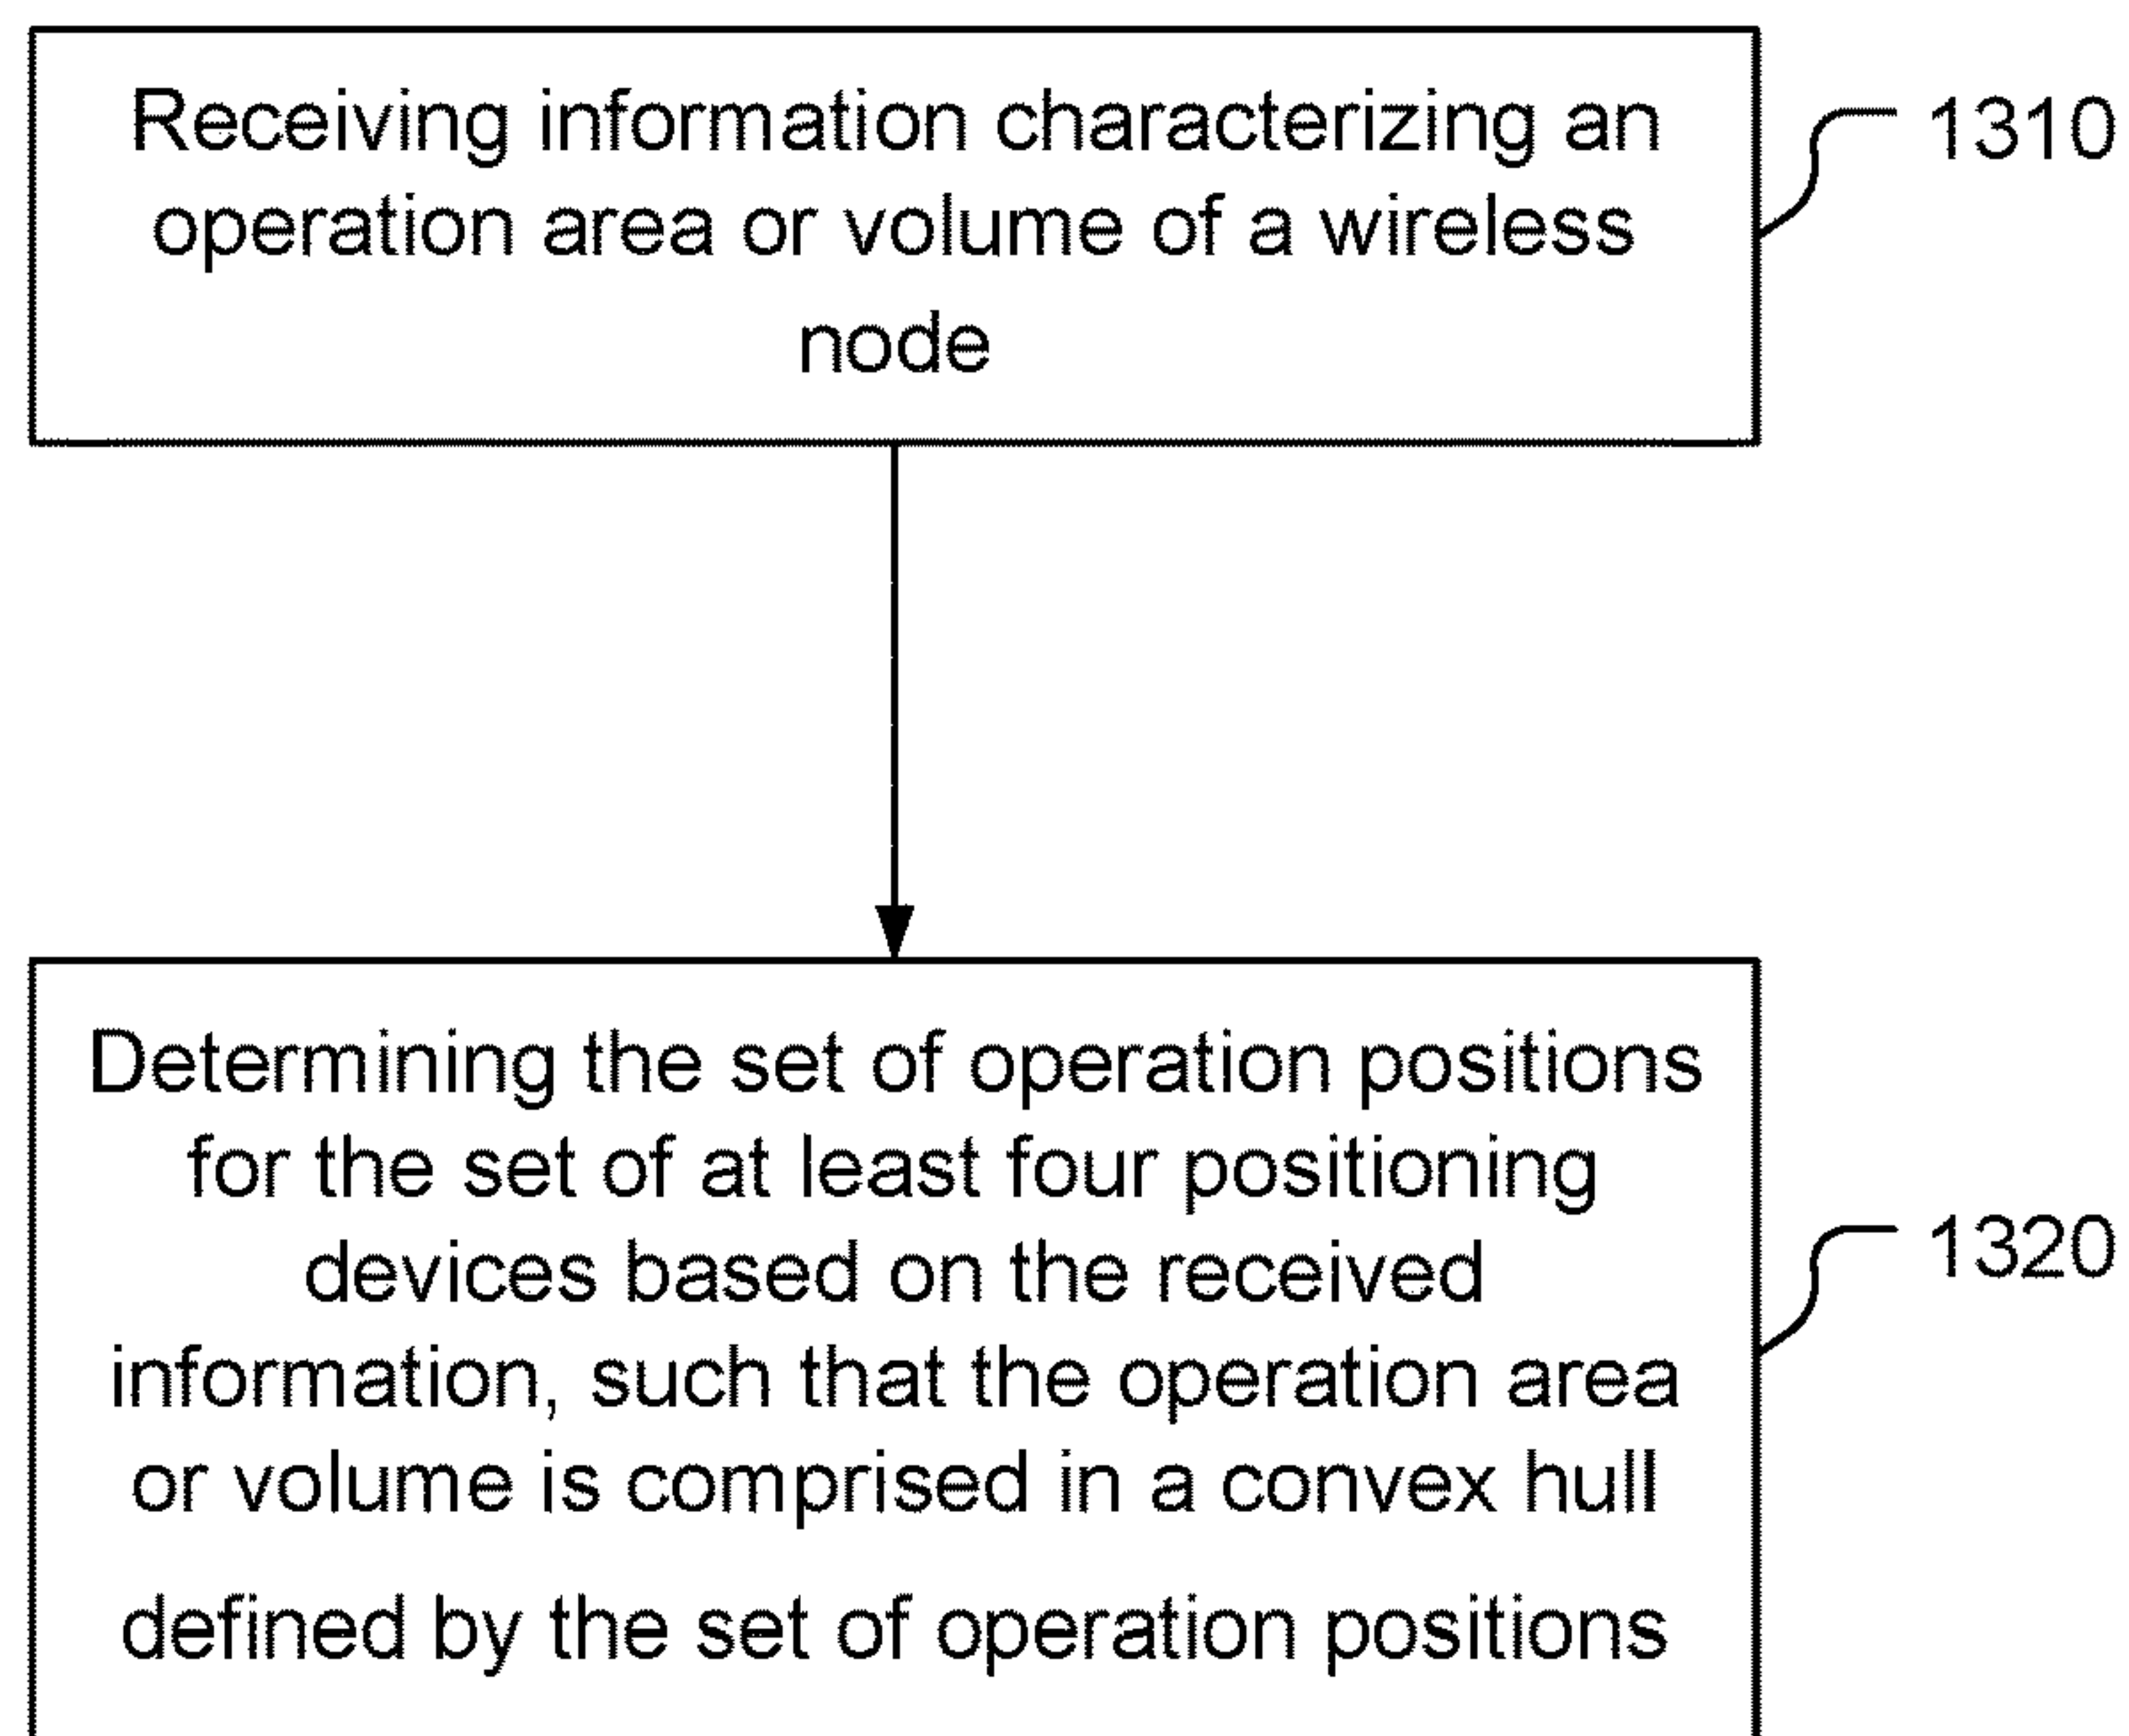 Receiving information characterizing an
operation area or volume of a wireless
node
1310
Determining the set of operation positions
for the set of at least four positioning
devices based on the received
information, such that the operation area
or volume is comprised in a convex hull
defined by the set of operation positions
1320